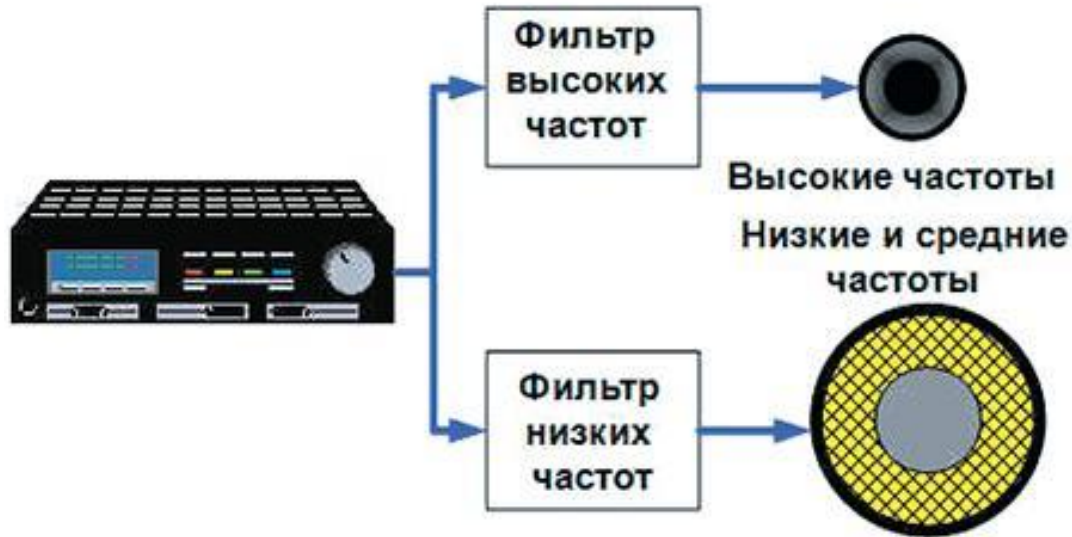 Фильтр
высоких
частот
Высокие частоты
Низкие и средние
частоты
Фильтр
низких
частот